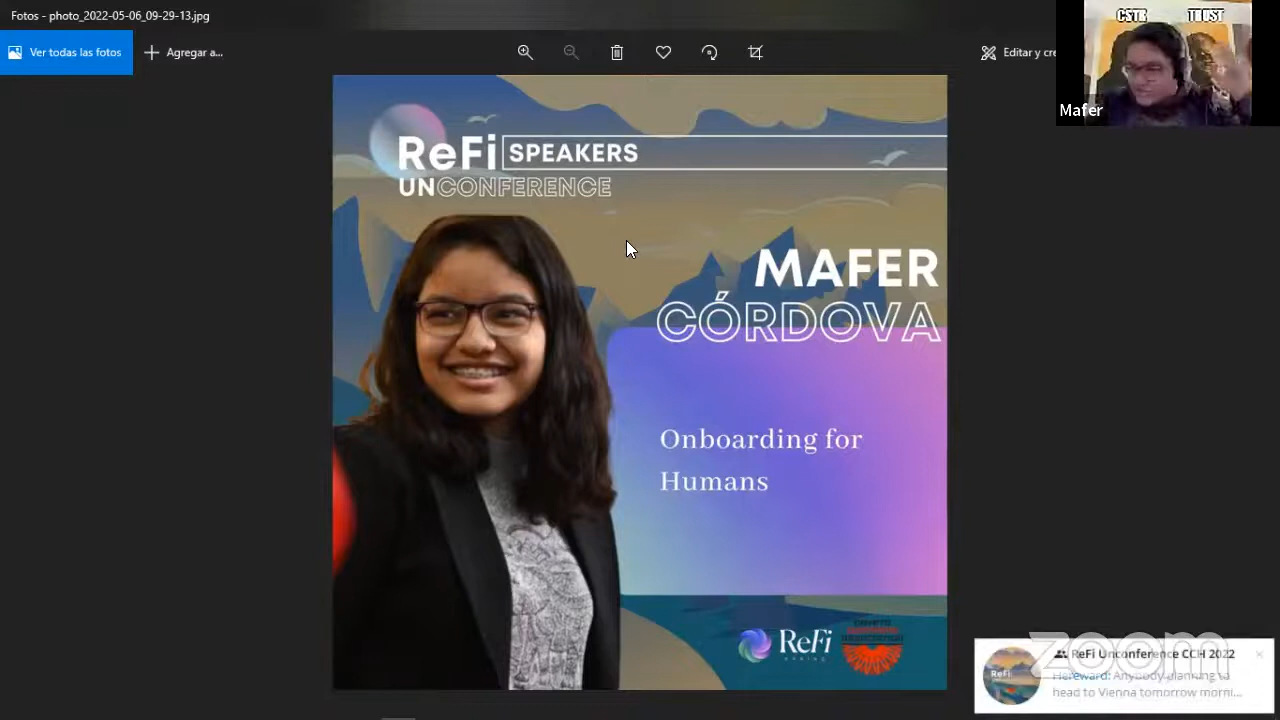 Fotos - photo_2022-05-06_09-29-13.jpg
Ver todas las fotos
Agregar a...
Editar y cre
TRUST
Mafer
ReFi SPEAKERS
UNCONFERENCE
MAFER
CÓRDOVA
Onboarding for
Humans
ReFi
zoom
ReFi Unconference CCH 2022
Hereward: Anybody planning to
head to Vienna tomorrow morni...